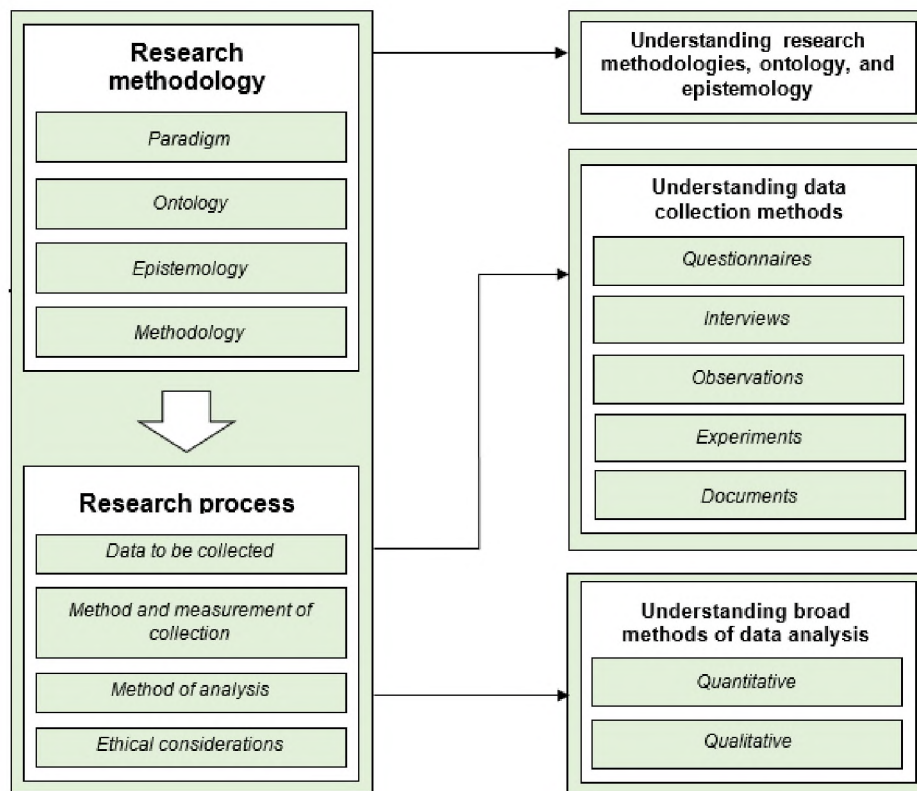 Research
methodology
Paradigm
Ontology
Epistemology
Methodology
Research process
Data to be collected
Method and measurement of
collection
Method of analysis
Ethical considerations
Understanding research
methodologies, ontology, and
epistemology
Understanding data
collection methods
Questionnaires
Interviews
Observations
Experiments
Documents
Understanding broad
methods of data analysis
Quantitative
Qualitative